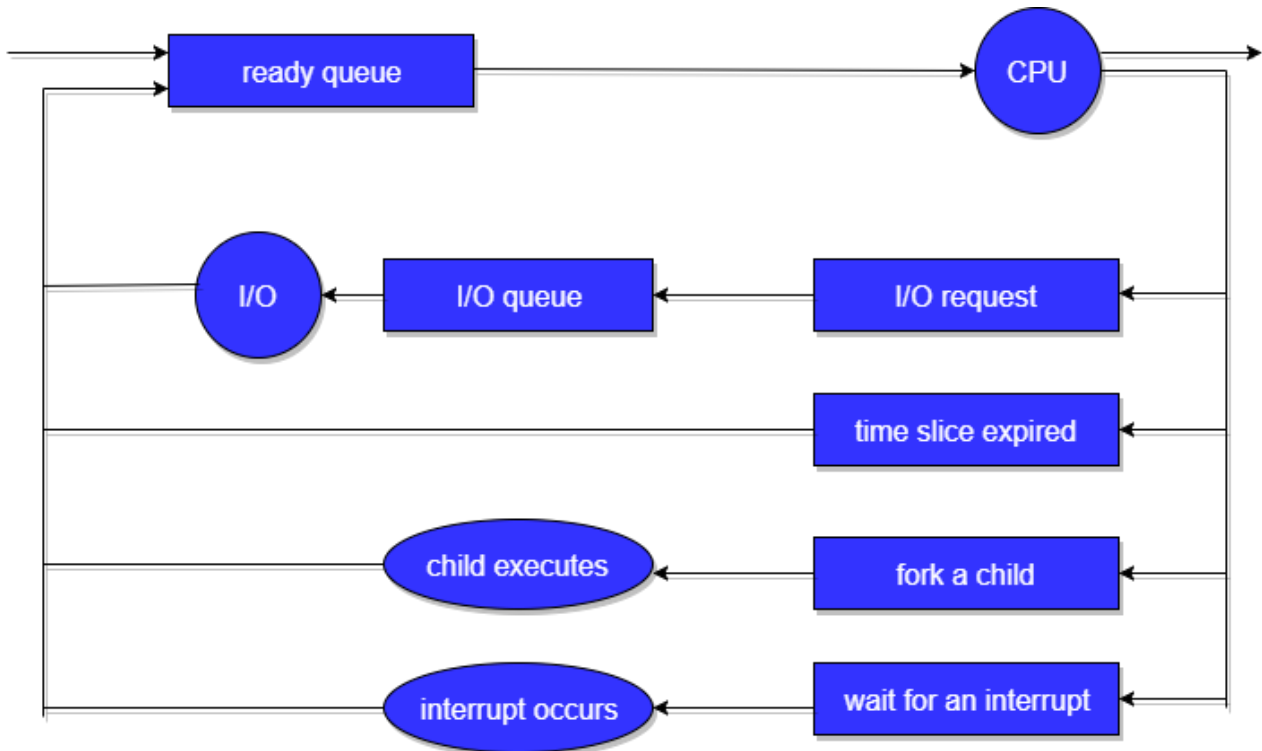 ready queue
CPU
I/O
I/O queue
I/O request
time slice expired
child executes
fork a child
interrupt occurs
wait for an interrupt